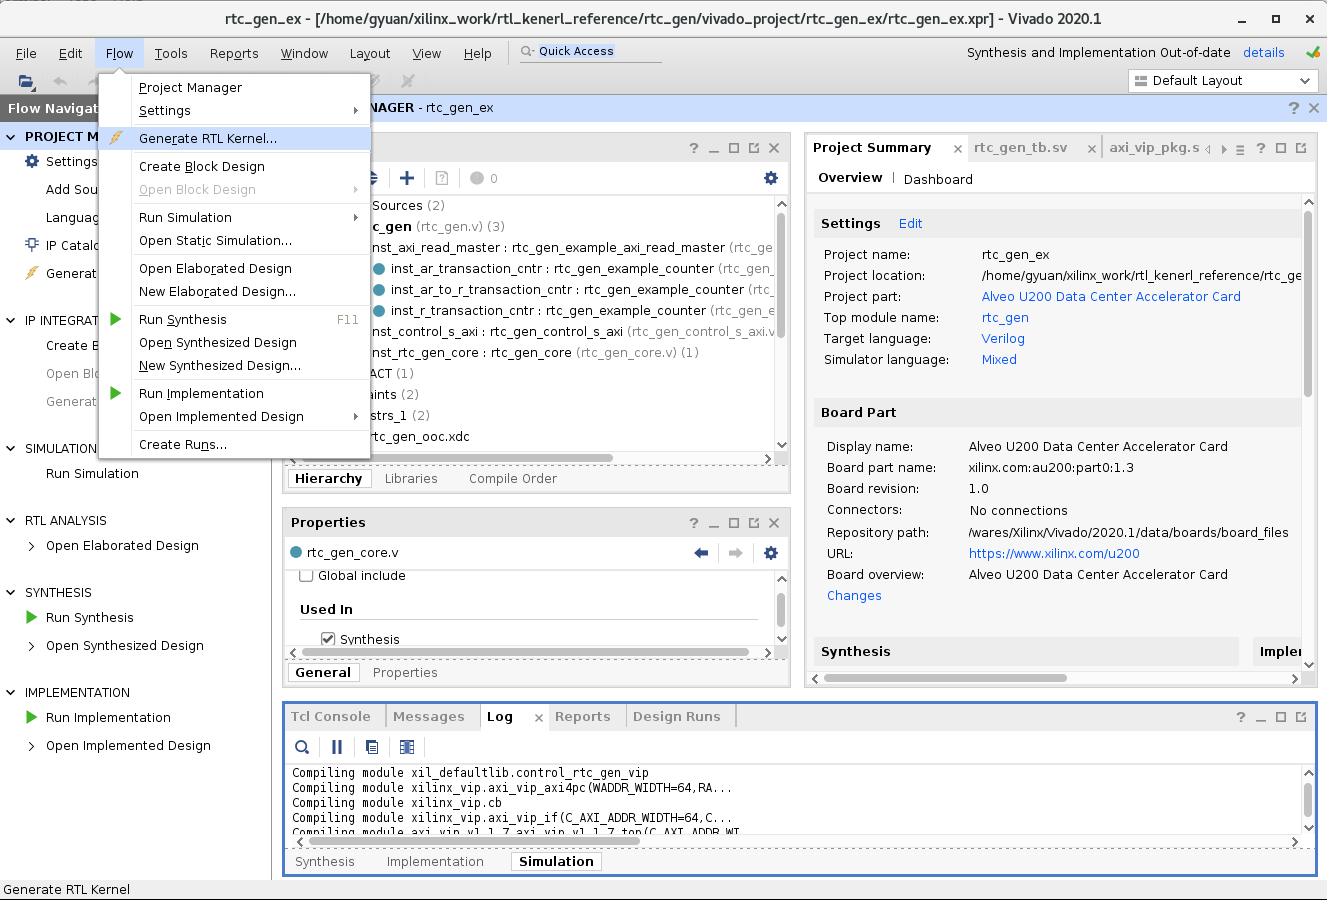 rtc_gen_ex - [/home/gyuan/xilinx_work/rtl_kenerl_reference/rtc_gen/vivado_project/rtc_gen_ex/rtc_gen_ex.xpr] - Vivado 2020.1
File Edit Flow Tools Reports Window Layout View Help Quick Access
Synthesis and Implementation Out-of-date details
Default Layout
Flow Navigat
NAGER - rtc_gen_ex
PROJECT M
Settings
Add Sou
Languag
IP Catalo
Generat
IP INTEGRAT
Create B
Open Blo
Generat
SIMULATION
Run Simulation
RTL ANALYSIS
Open Elaborated Design
SYNTHESIS
Run Synthesis
Open Synthesized Design
IMPLEMENTATION
Run Implementation
Open Implemented Design
Project Manager
Settings
Generate RTL Kernel...
Create Block Design
Open Block Design
Run Simulation
Open Static Simulation...
Open Elaborated Design
New Elaborated Design...
Run Synthesis F11
Open Synthesized Design
New Synthesized Design...
Run Implementation
Open Implemented Design
Create Runs...
0
Sources (2)
c_gen (rtc_gen.v) (3)
nst_axi_read_master : rtc_gen_example_axi_read_master (rtc_ge
inst_ar_transaction_cntr : rtc_gen_example_counter (rtc_gen_
inst_ar_to_r_transaction_cntr : rtc_gen_example_counter (rtc_
inst_r_transaction_cntr : rtc_gen_example_counter (rtc_gen_e
nst_control_s_axi : rtc_gen_control_s_axi (rtc_gen_control_s_axi.v
nst_rtc_gen_core : rtc_gen_core (rtc_gen_core.v) (1)
ACT (1)
aints (2)
strs_1 (2)
rtc_gen_ooc.xdc
Hierarchy Libraries Compile Order
Properties
rtc_gen_core.v
Global include
Used In
Synthesis
General Properties
Project Summary rtc_gen_tb.sv axi_vip_pkg.s
Overview Dashboard
Settings Edit
Project name: rtc_gen_ex
Project location: /home/gyuan/xilinx_work/rtl_kenerl_reference/rtc_ge
Project part: Alveo U200 Data Center Accelerator Card
Top module name: rtc_gen
Target language: Verilog
Simulator language: Mixed
Board Part
Display name: Alveo U200 Data Center Accelerator Card
Board part name: xilinx.com:au200:part0:1.3
Board revision: 1.0
Connectors: No connections
Repository path: /wares/Xilinx/Vivado/2020.1/data/boards/board_files
URL: https://www.xilinx.com/u200
Board overview: Alveo U200 Data Center Accelerator Card
Changes
Synthesis Impler
Tcl Console Messages Log Reports Design Runs
Compiling module xil_defaultlib.control_rtc_gen_vip
Compiling module xilinx_vip.axi_vip_axi4pc(WADDR_WIDTH=64,RA...
Compiling module xilinx_vip.cb
Compiling module xilinx_vip.axi_vip_if(C_AXI_ADDR_WIDTH=64,C...
Compiling module axi_vip_v1_1_7.axi_vip_v1_1_7_top(C_AXI_ADDR_WI
Synthesis Implementation Simulation
Generate RTL Kernel